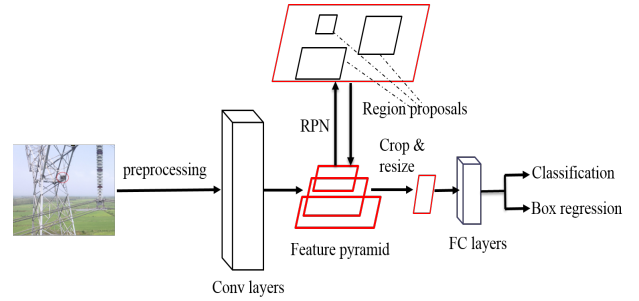 Region proposals
RPN
Crop &
resize
preprocessing
Classification
Box regression
Feature pyramid
FC layers
Conv layers